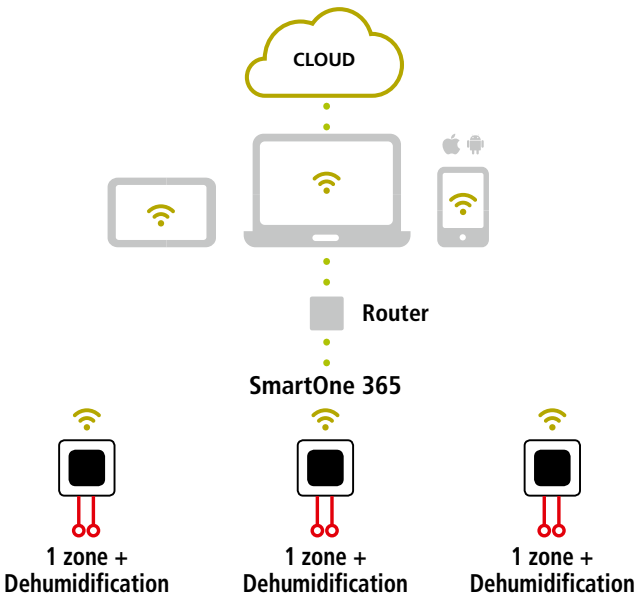 CLOUD
Router
SmartOne 365
1 zone +
Dehumidification
1 zone +
Dehumidification
1 zone +
Dehumidification